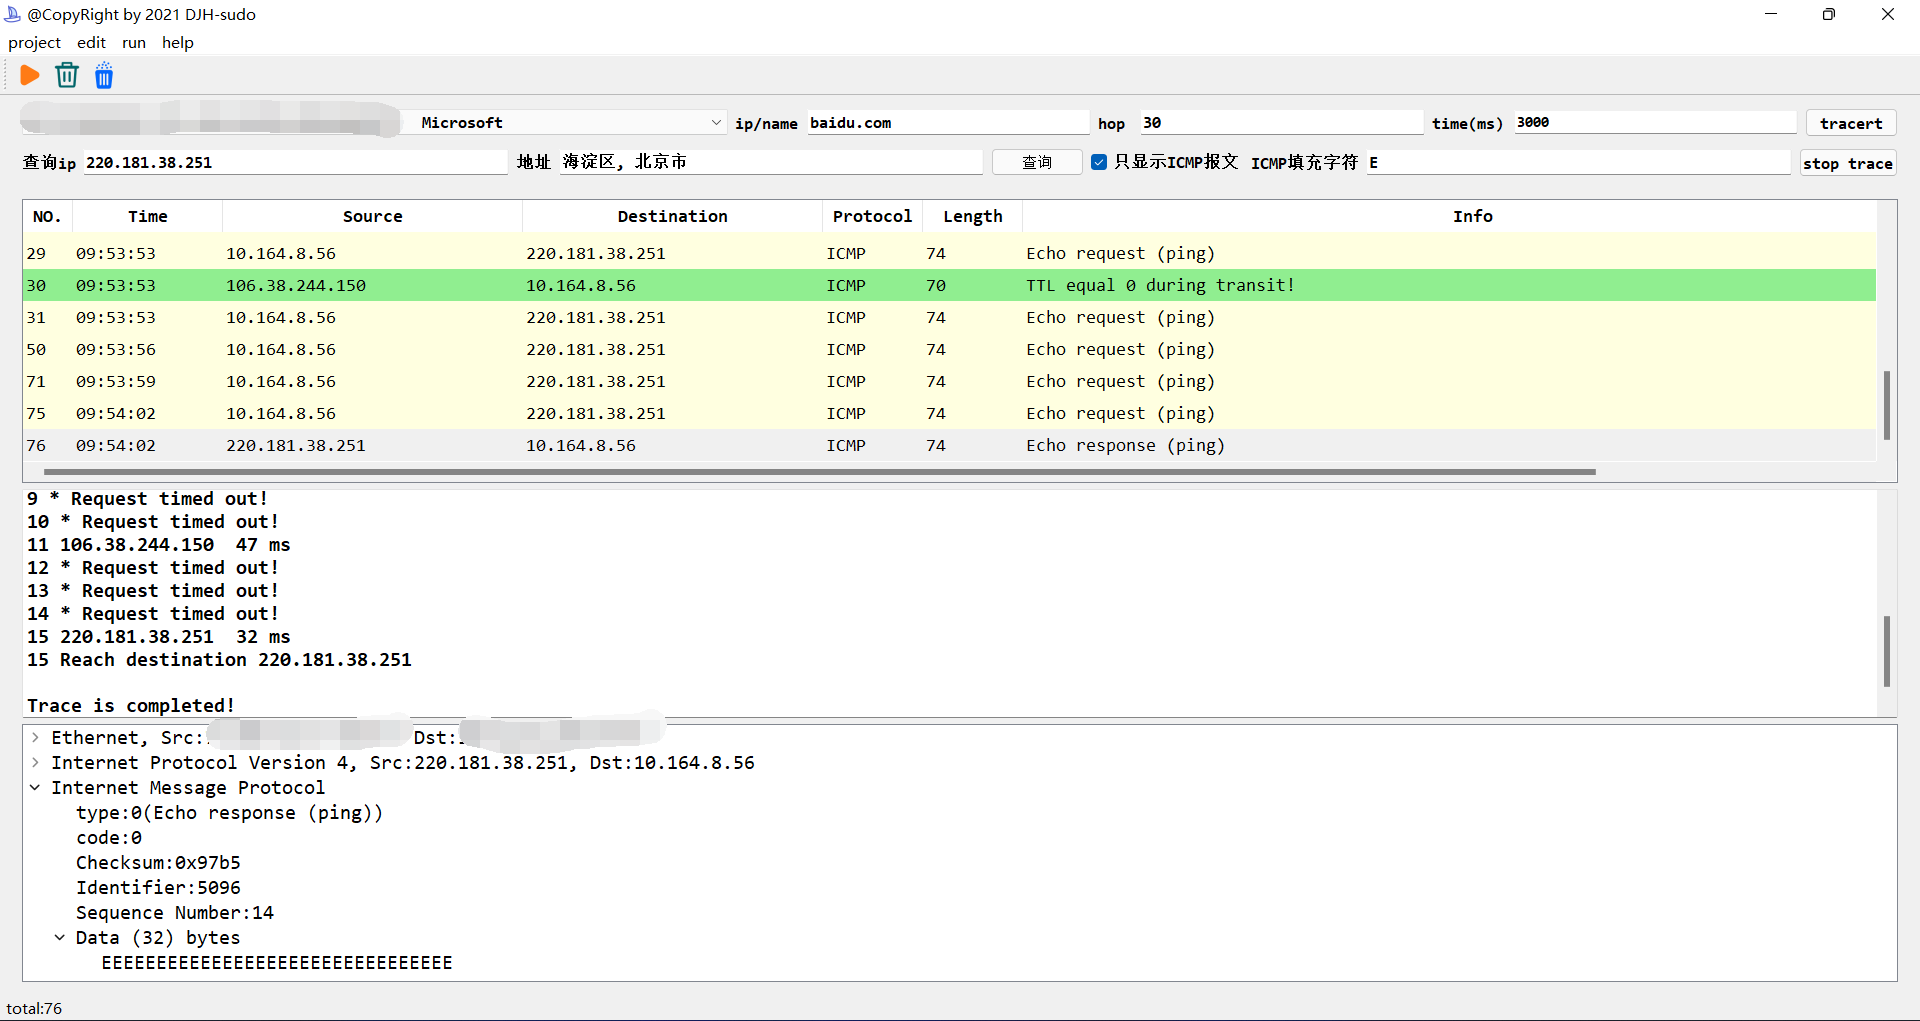 @CopyRight by 2021 DJH-sudo
project edit run help
Microsoft ip/name baidu.com hop 30 time(ms) 3000 tracert
查询ip 220.181.38.251 地址 海淀区, 北京市 查询 只显示ICMP报文 ICMP填充字符 E stop trace
NO. Time Source Destination Protocol Length Info
29 09:53:53 10.164.8.56 220.181.38.251 ICMP 74 Echo request (ping)
30 09:53:53 106.38.244.150 10.164.8.56 ICMP 70 TTL equal 0 during transit!
31 09:53:53 10.164.8.56 220.181.38.251 ICMP 74 Echo request (ping)
50 09:53:56 10.164.8.56 220.181.38.251 ICMP 74 Echo request (ping)
71 09:53:59 10.164.8.56 220.181.38.251 ICMP 74 Echo request (ping)
75 09:54:02 10.164.8.56 220.181.38.251 ICMP 74 Echo request (ping)
76 09:54:02 220.181.38.251 10.164.8.56 ICMP 74 Echo response (ping)
9 * Request timed out!
10 * Request timed out!
11 106.38.244.150 47 ms
12 * Request timed out!
13 * Request timed out!
14 * Request timed out!
15 220.181.38.251 32 ms
15 Reach destination 220.181.38.251
Trace is completed!
Ethernet, Src: Dst:
Internet Protocol Version 4, Src:220.181.38.251, Dst:10.164.8.56
Internet Message Protocol
type:0(Echo response (ping))
code:0
Checksum:0x97b5
Identifier:5096
Sequence Number:14
Data (32) bytes
EEEEEEEEEEEEEEEEEEEEEEEEEEEEEEEE
total:76